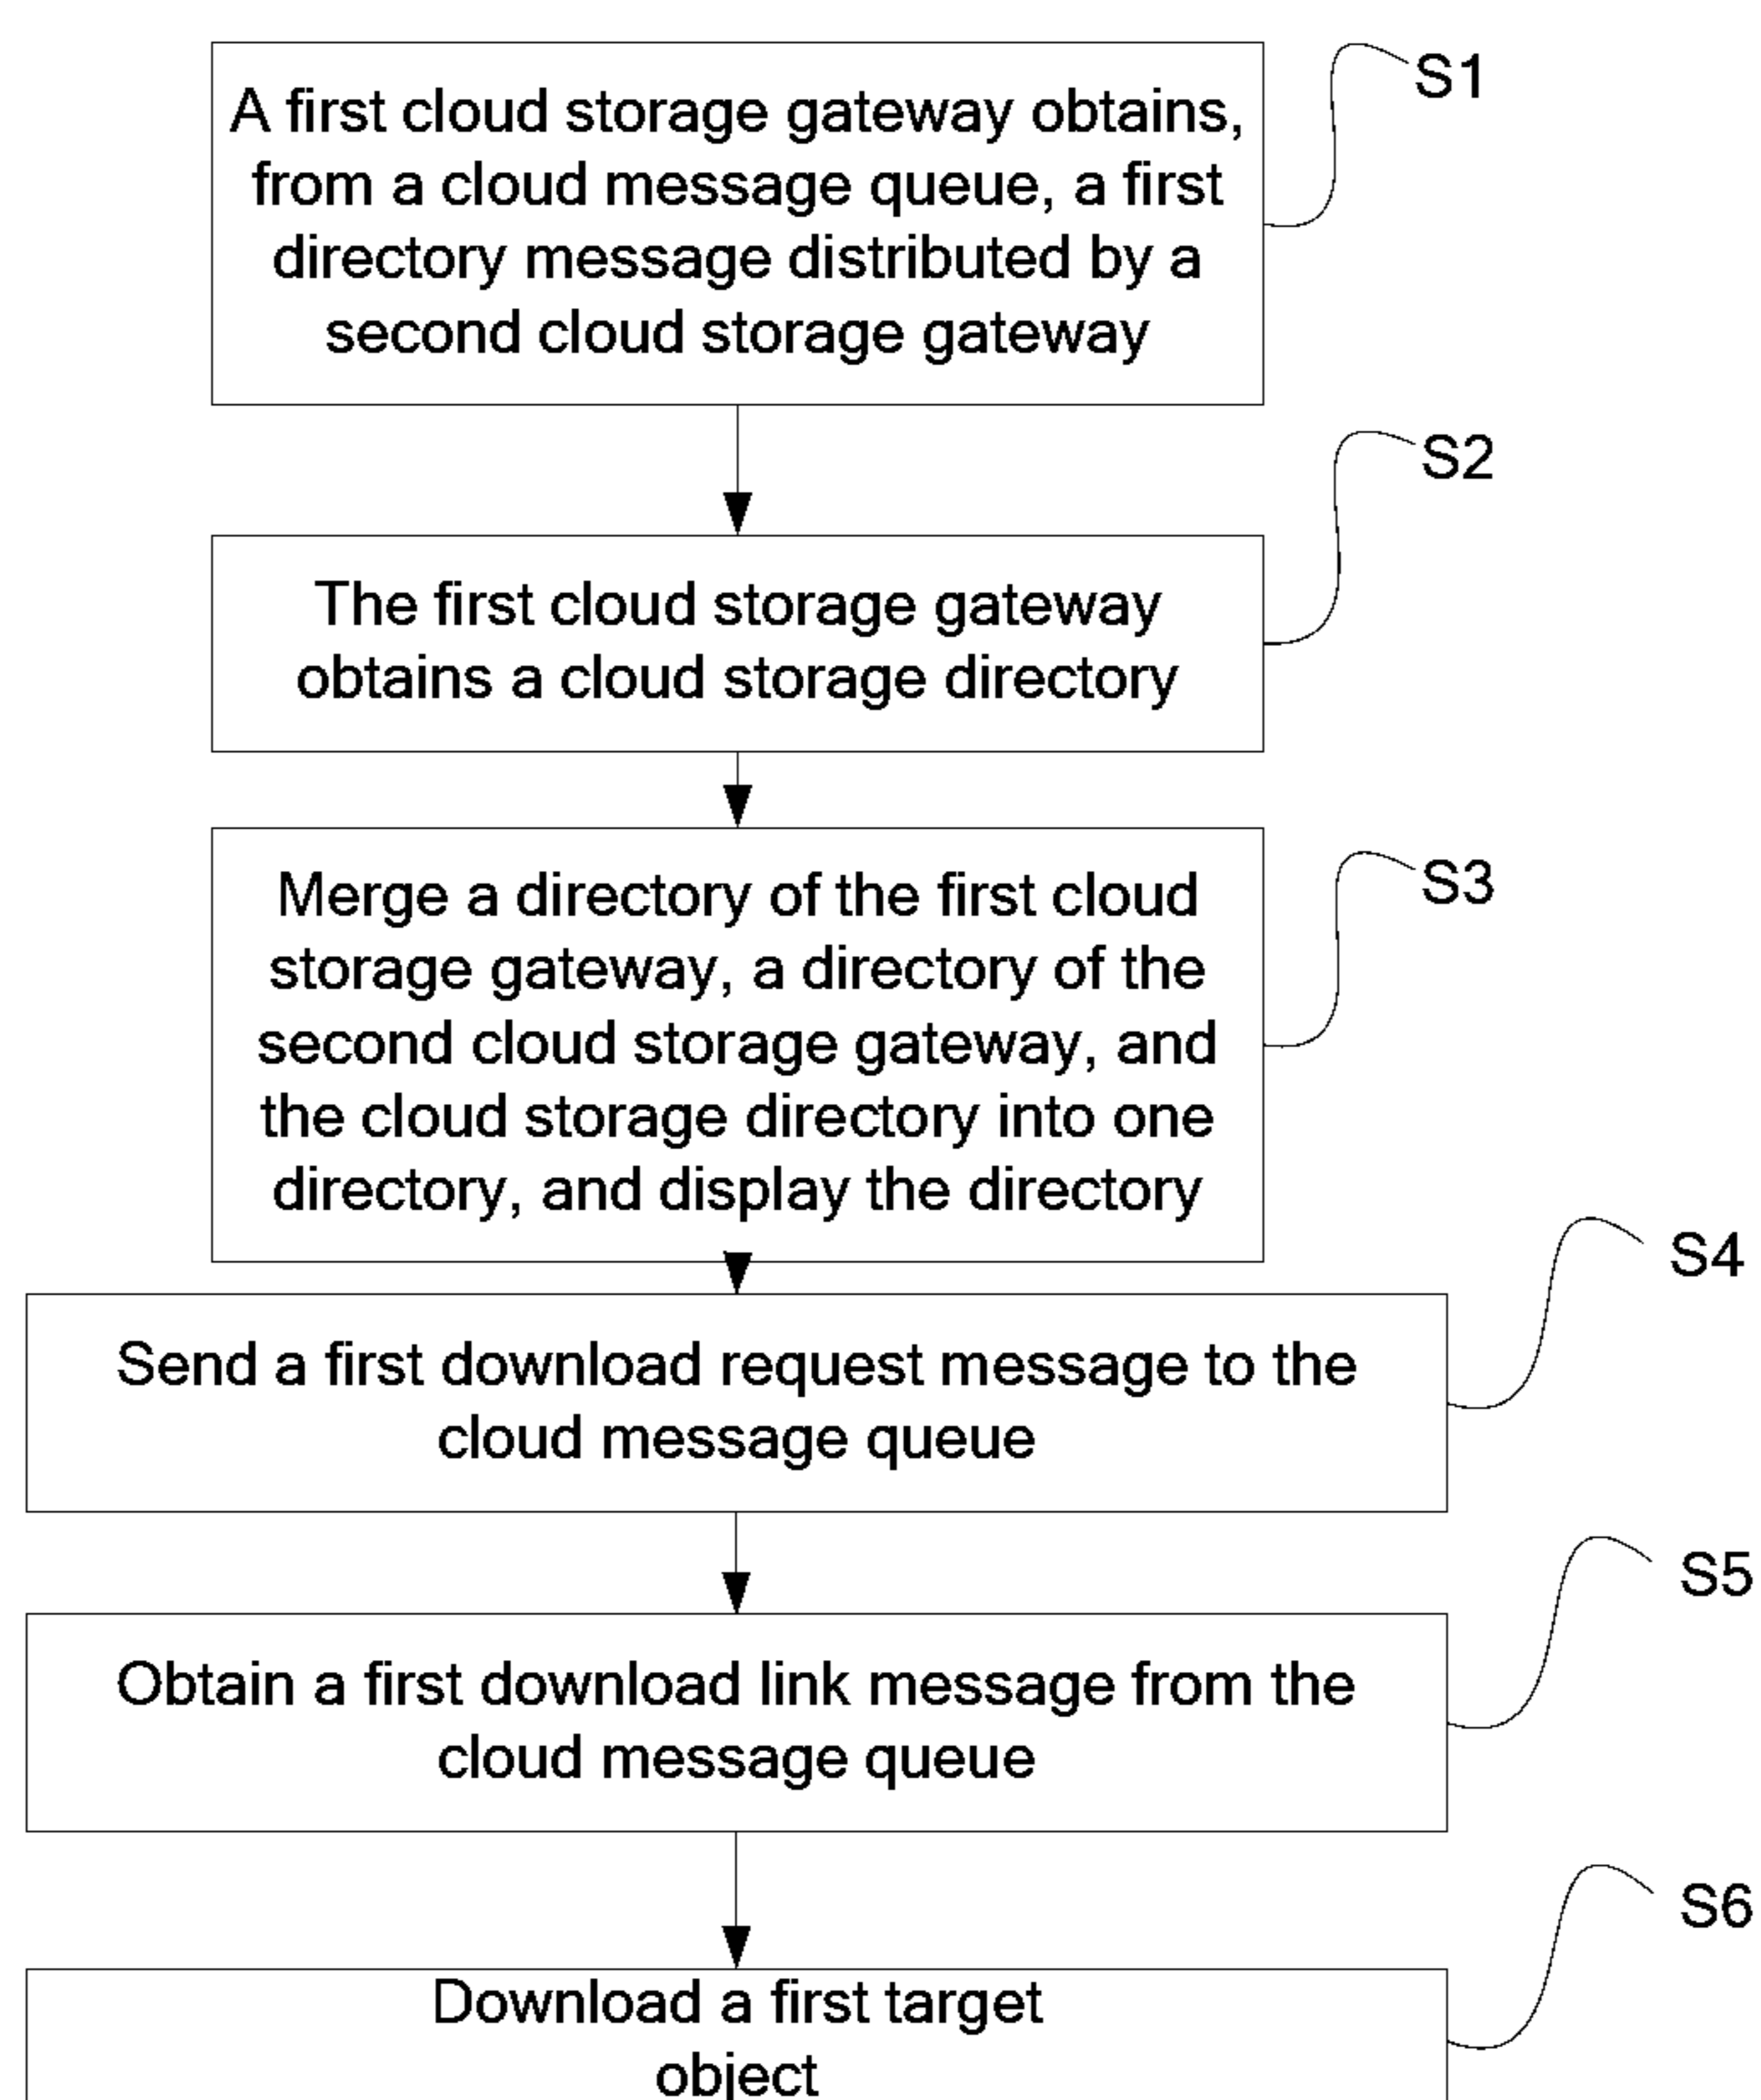 A first cloud storage gateway obtains,
from a cloud message queue, a first
directory message distributed by a
second cloud storage gateway
S1
The first cloud storage gateway
obtains a cloud storage directory
S2
Merge a directory of the first cloud
storage gateway, a directory of the
second cloud storage gateway, and
the cloud storage directory into one
directory, and display the directory
S3
Send a first download request message to the
cloud message queue
S4
Obtain a first download link message from the
cloud message queue
S5
Download a first target
object
S6